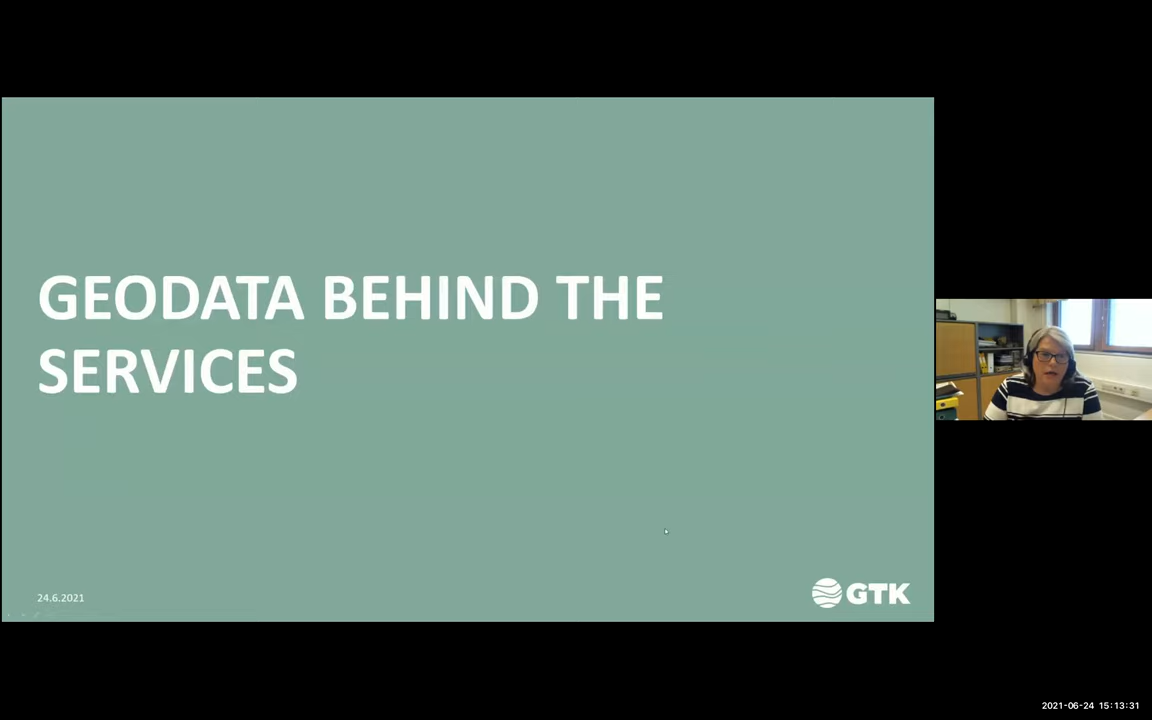 GEODATA BEHIND THE
SERVICES
24.6.2021
GTK
2021-06-24 15:13:31